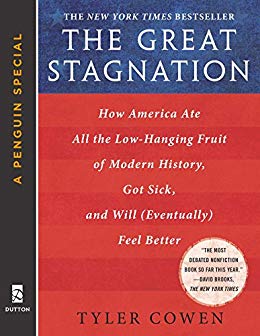 A PENGUIN SPECIAL
DUTTON
THE NEW YORK TIMES BESTSELLER
THE GREAT
STAGNATION
How America Ate
All the Low-Hanging Fruit
of Modern History,
Got Sick,
and Will (Eventually)
Feel Better
"THE MOST
DEBATED NONFICTION
BOOK SO FAR THIS YEAR."
—DAVID BROOKS,
THE NEW YORK TIMES
TYLER COWEN